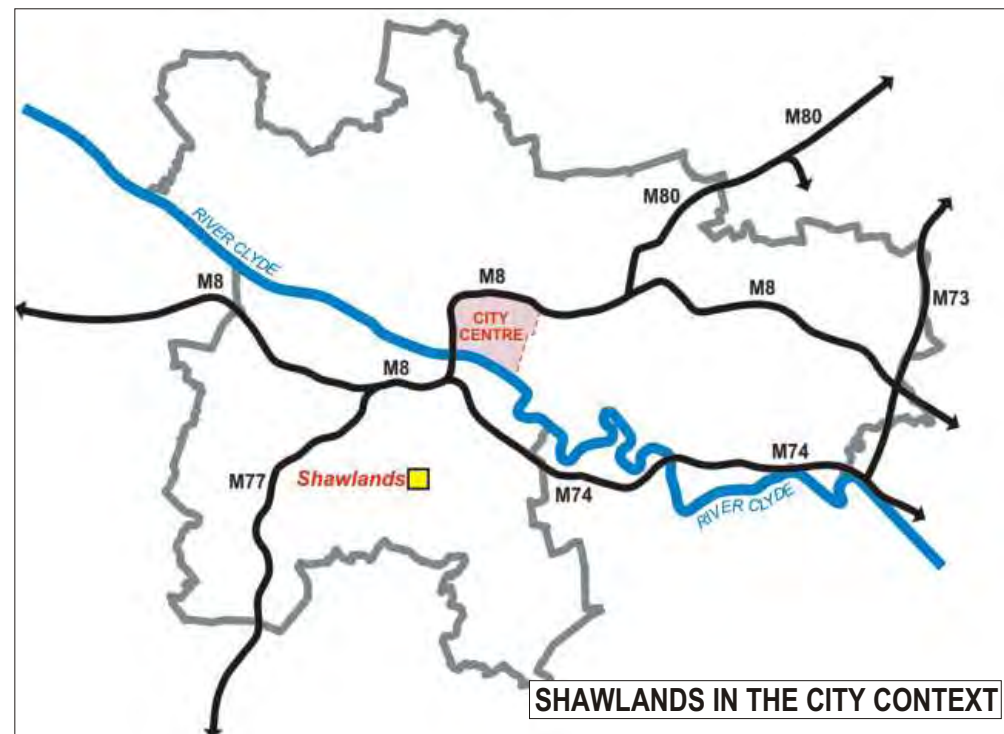 M80
M80
RIVER CLYDE
M8
M8
M8
M73
CITY
CENTRE
M8
M77
Shawlands
M74
M74
RIVER CLYDE
SHAWLANDS IN THE CITY CONTEXT